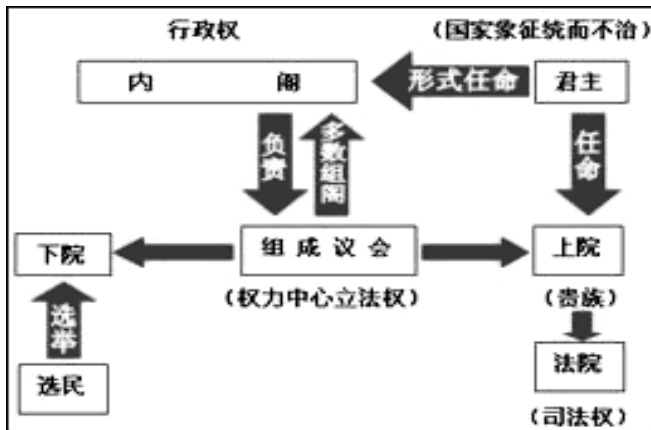 行政权
(国家象征统而不治)
内 阁
形式任命
君主
负责
多数组阁
任命
下院
组成议会
上院
(权力中心立法权)
(贵族)
选举
选民
法院
(司法权)